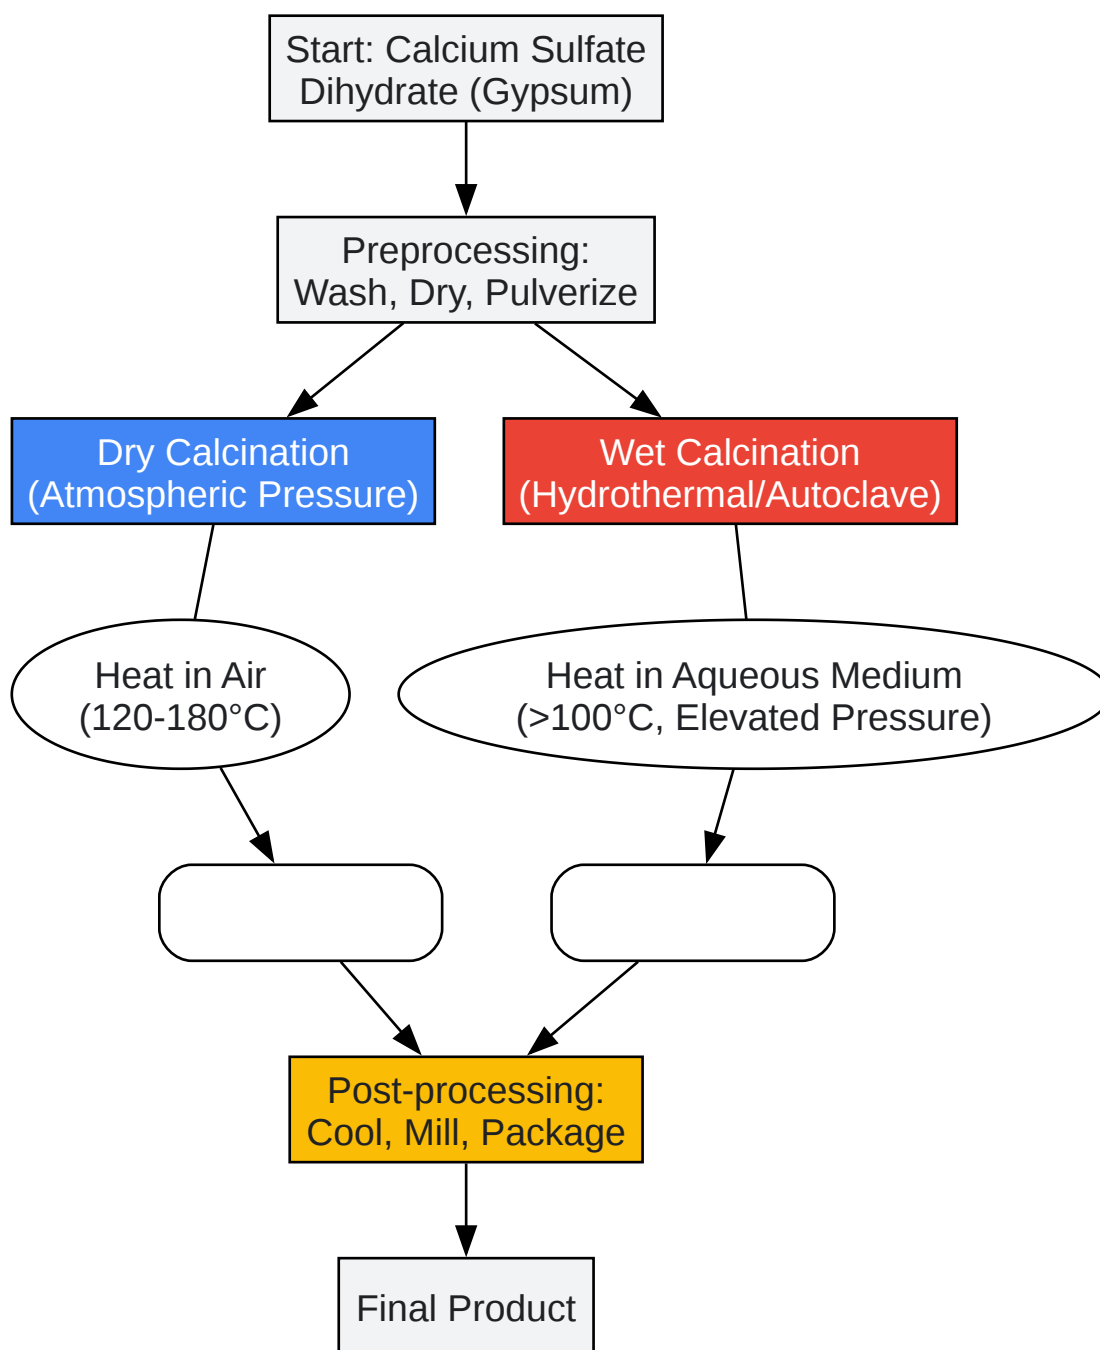 Start: Calcium Sulfate
Dihydrate (Gypsum)
Preprocessing:
Wash, Dry, Pulverize
Dry Calcination
(Atmospheric Pressure)
Wet Calcination
(Hydrothermal/Autoclave)
Heat in Air
(120-180°C)
Heat in Aqueous Medium
(>100°C, Elevated Pressure)
Post-processing:
Cool, Mill, Package
Final Product